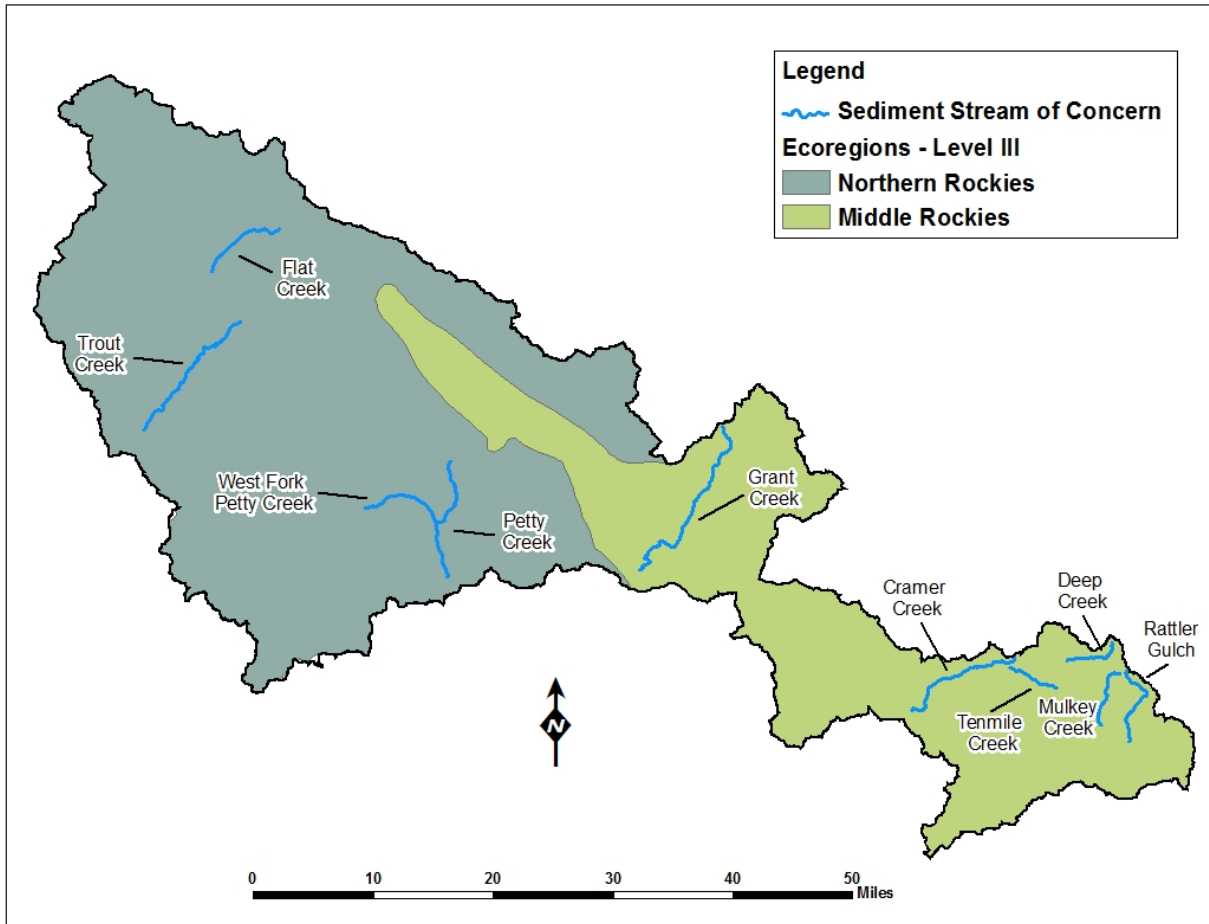 Legend
Sediment Stream of Concern
Ecoregions - Level III
Northern Rockies
Middle Rockies
Flat
Creek
Trout
Creek
West Fork
Petty Creek
Petty
Creek
Grant
Creek
Cramer
Creek
Deep
Creek
Rattler
Gulch
Tenmile
Creek
Mulkey
Creek
N
0 10 20 30 40 50
Miles